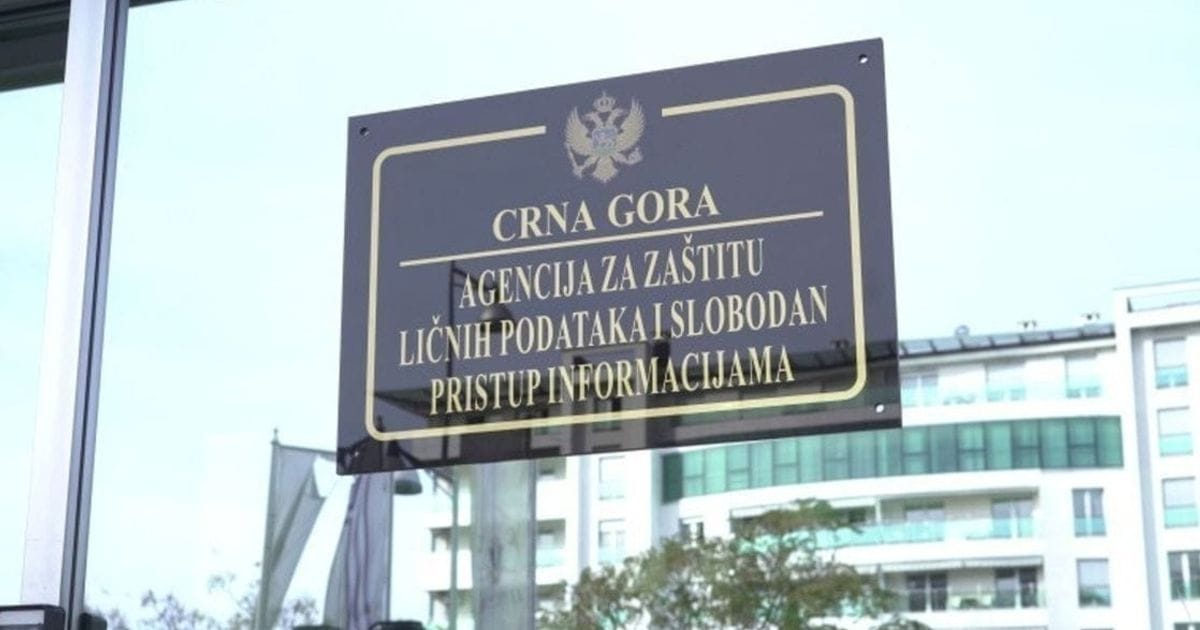 CRNA GORA
AGENCIJA ZA ZAŠTITU
LIČNIH PODATAKA I SLOBODAN
PRISTUP INFORMACIJAMA